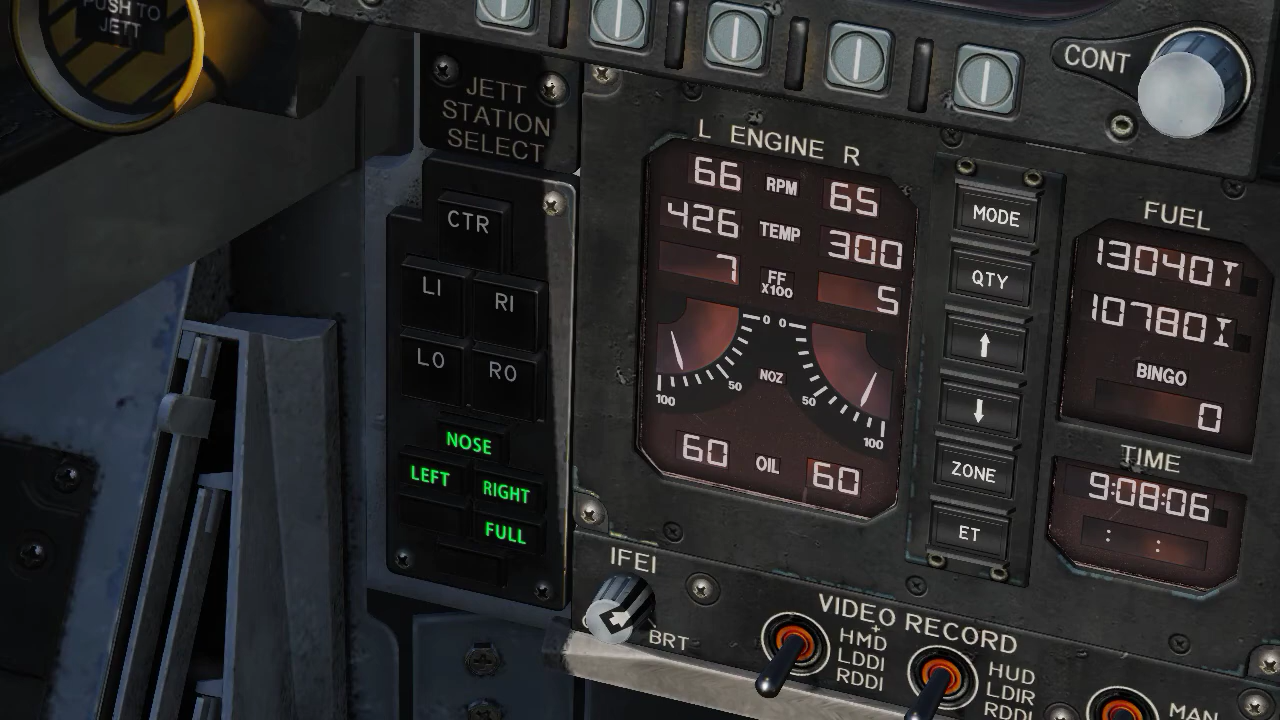 PUSH TO
JETT
JETT
STATION
SELECT
CTR
LI
RI
LO
RO
NOSE
LEFT
RIGHT
FULL
CONT
L ENGINE R
66 RPM 65
426 TEMP 300
7 FF X100 5
0 0
50 NOZ 50
100 100
60 OIL 60
MODE
QTY
↑
↓
ZONE
ET
FUEL
13040T
10780I
BINGO
0
TIME
9:08:06
: :
IFEI
BRT
VIDEO RECORD
HMD
LDDI
RDDI
HUD
LDIR
RDDI
MAN